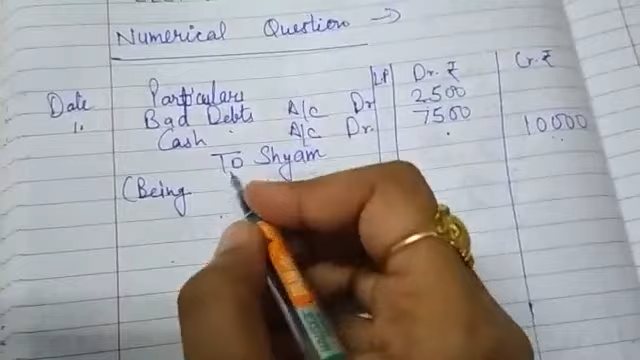 Numerical Question →
Date Particulars LF Dr. ₹ Cr. ₹
1. Bad Debts A/c Dr 2500
Cash A/c Dr. 7500
To Shyam 10000
(Being